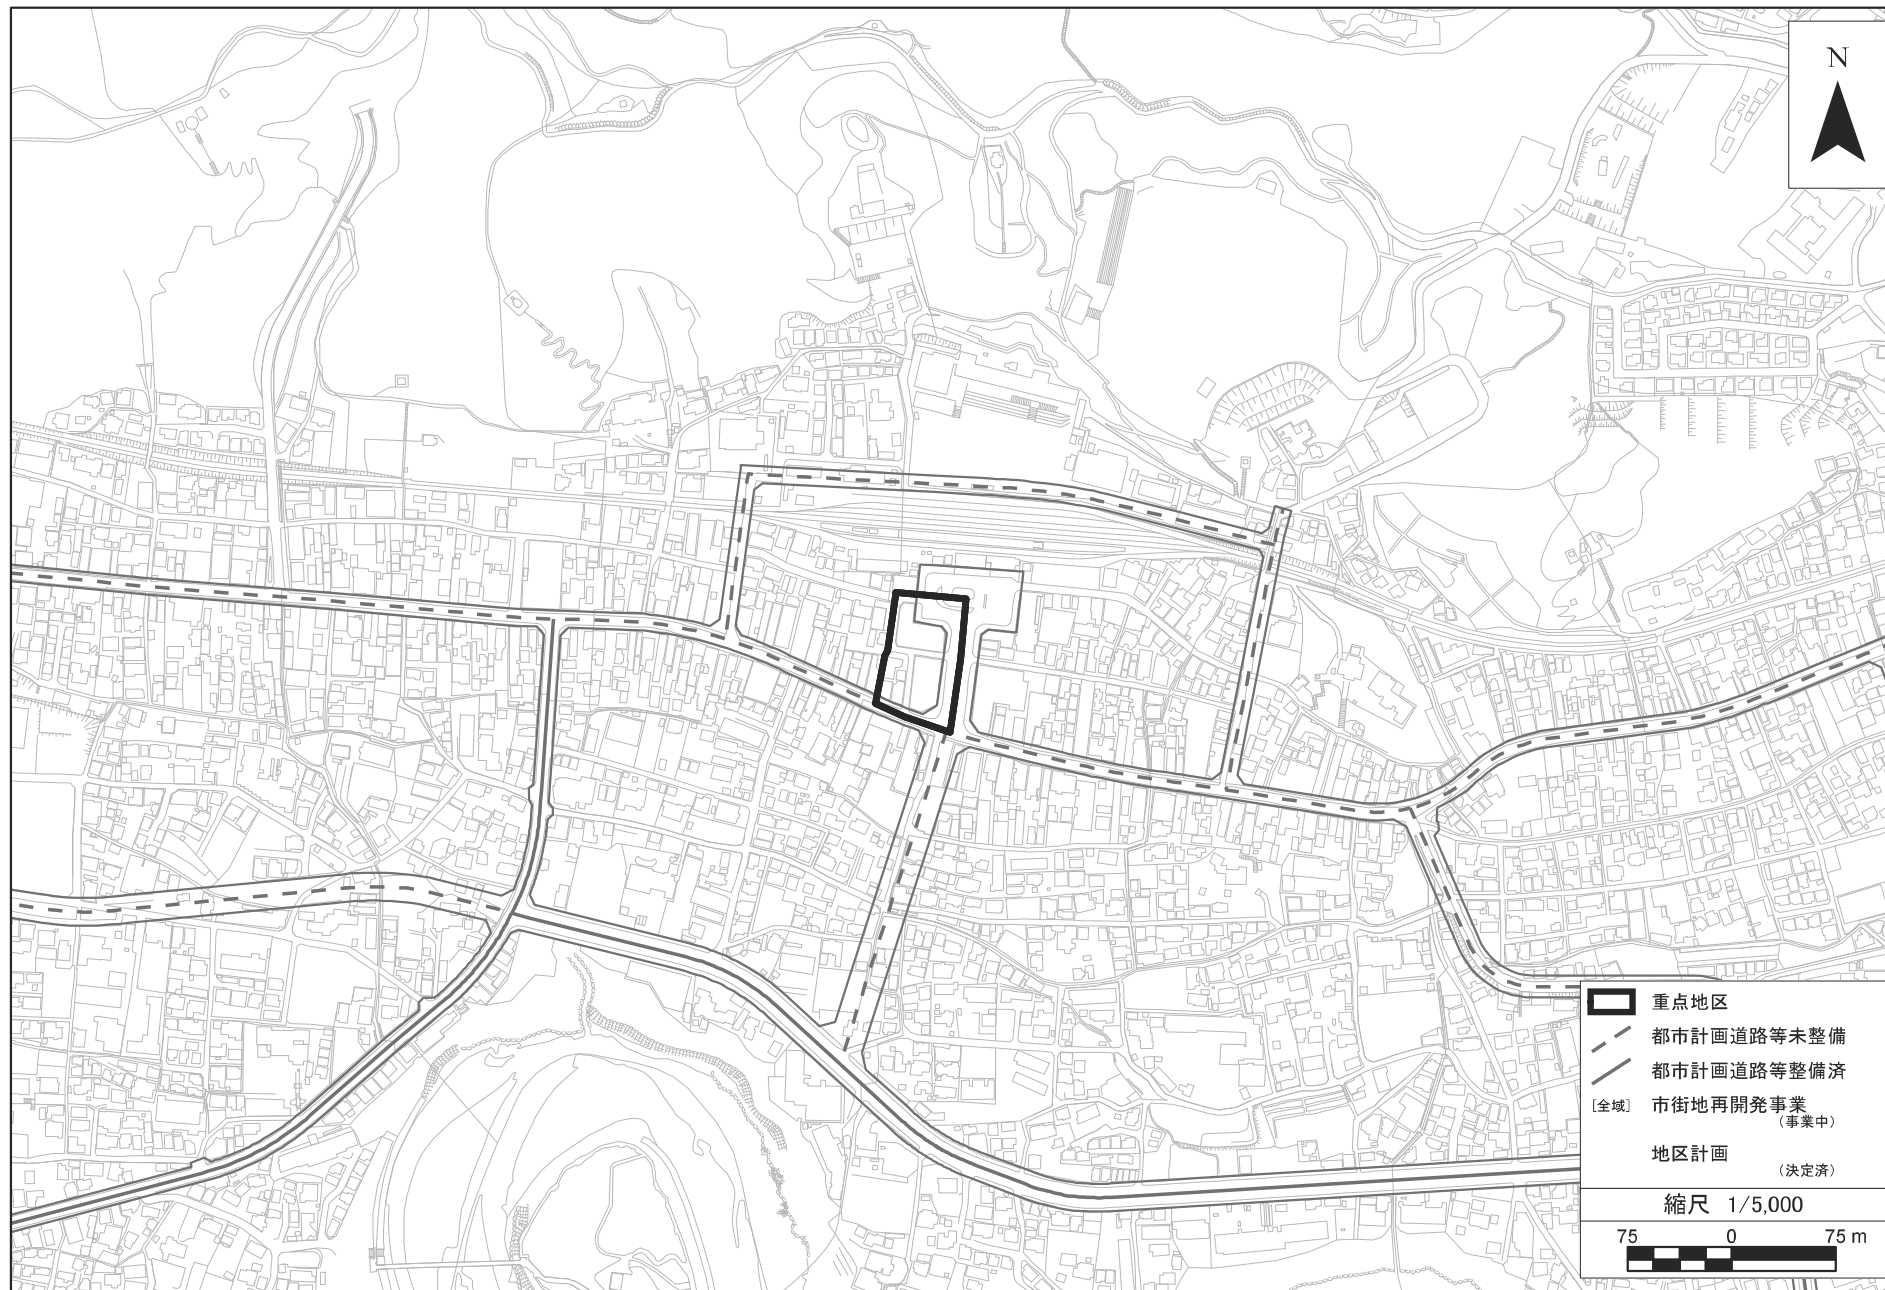 N
重点地区
都市計画道路等未整備
都市計画道路等整備済
[全域] 市街地再開発事業
(事業中)
地区計画
(決定済)
縮尺 1/5,000
75 0 75 m